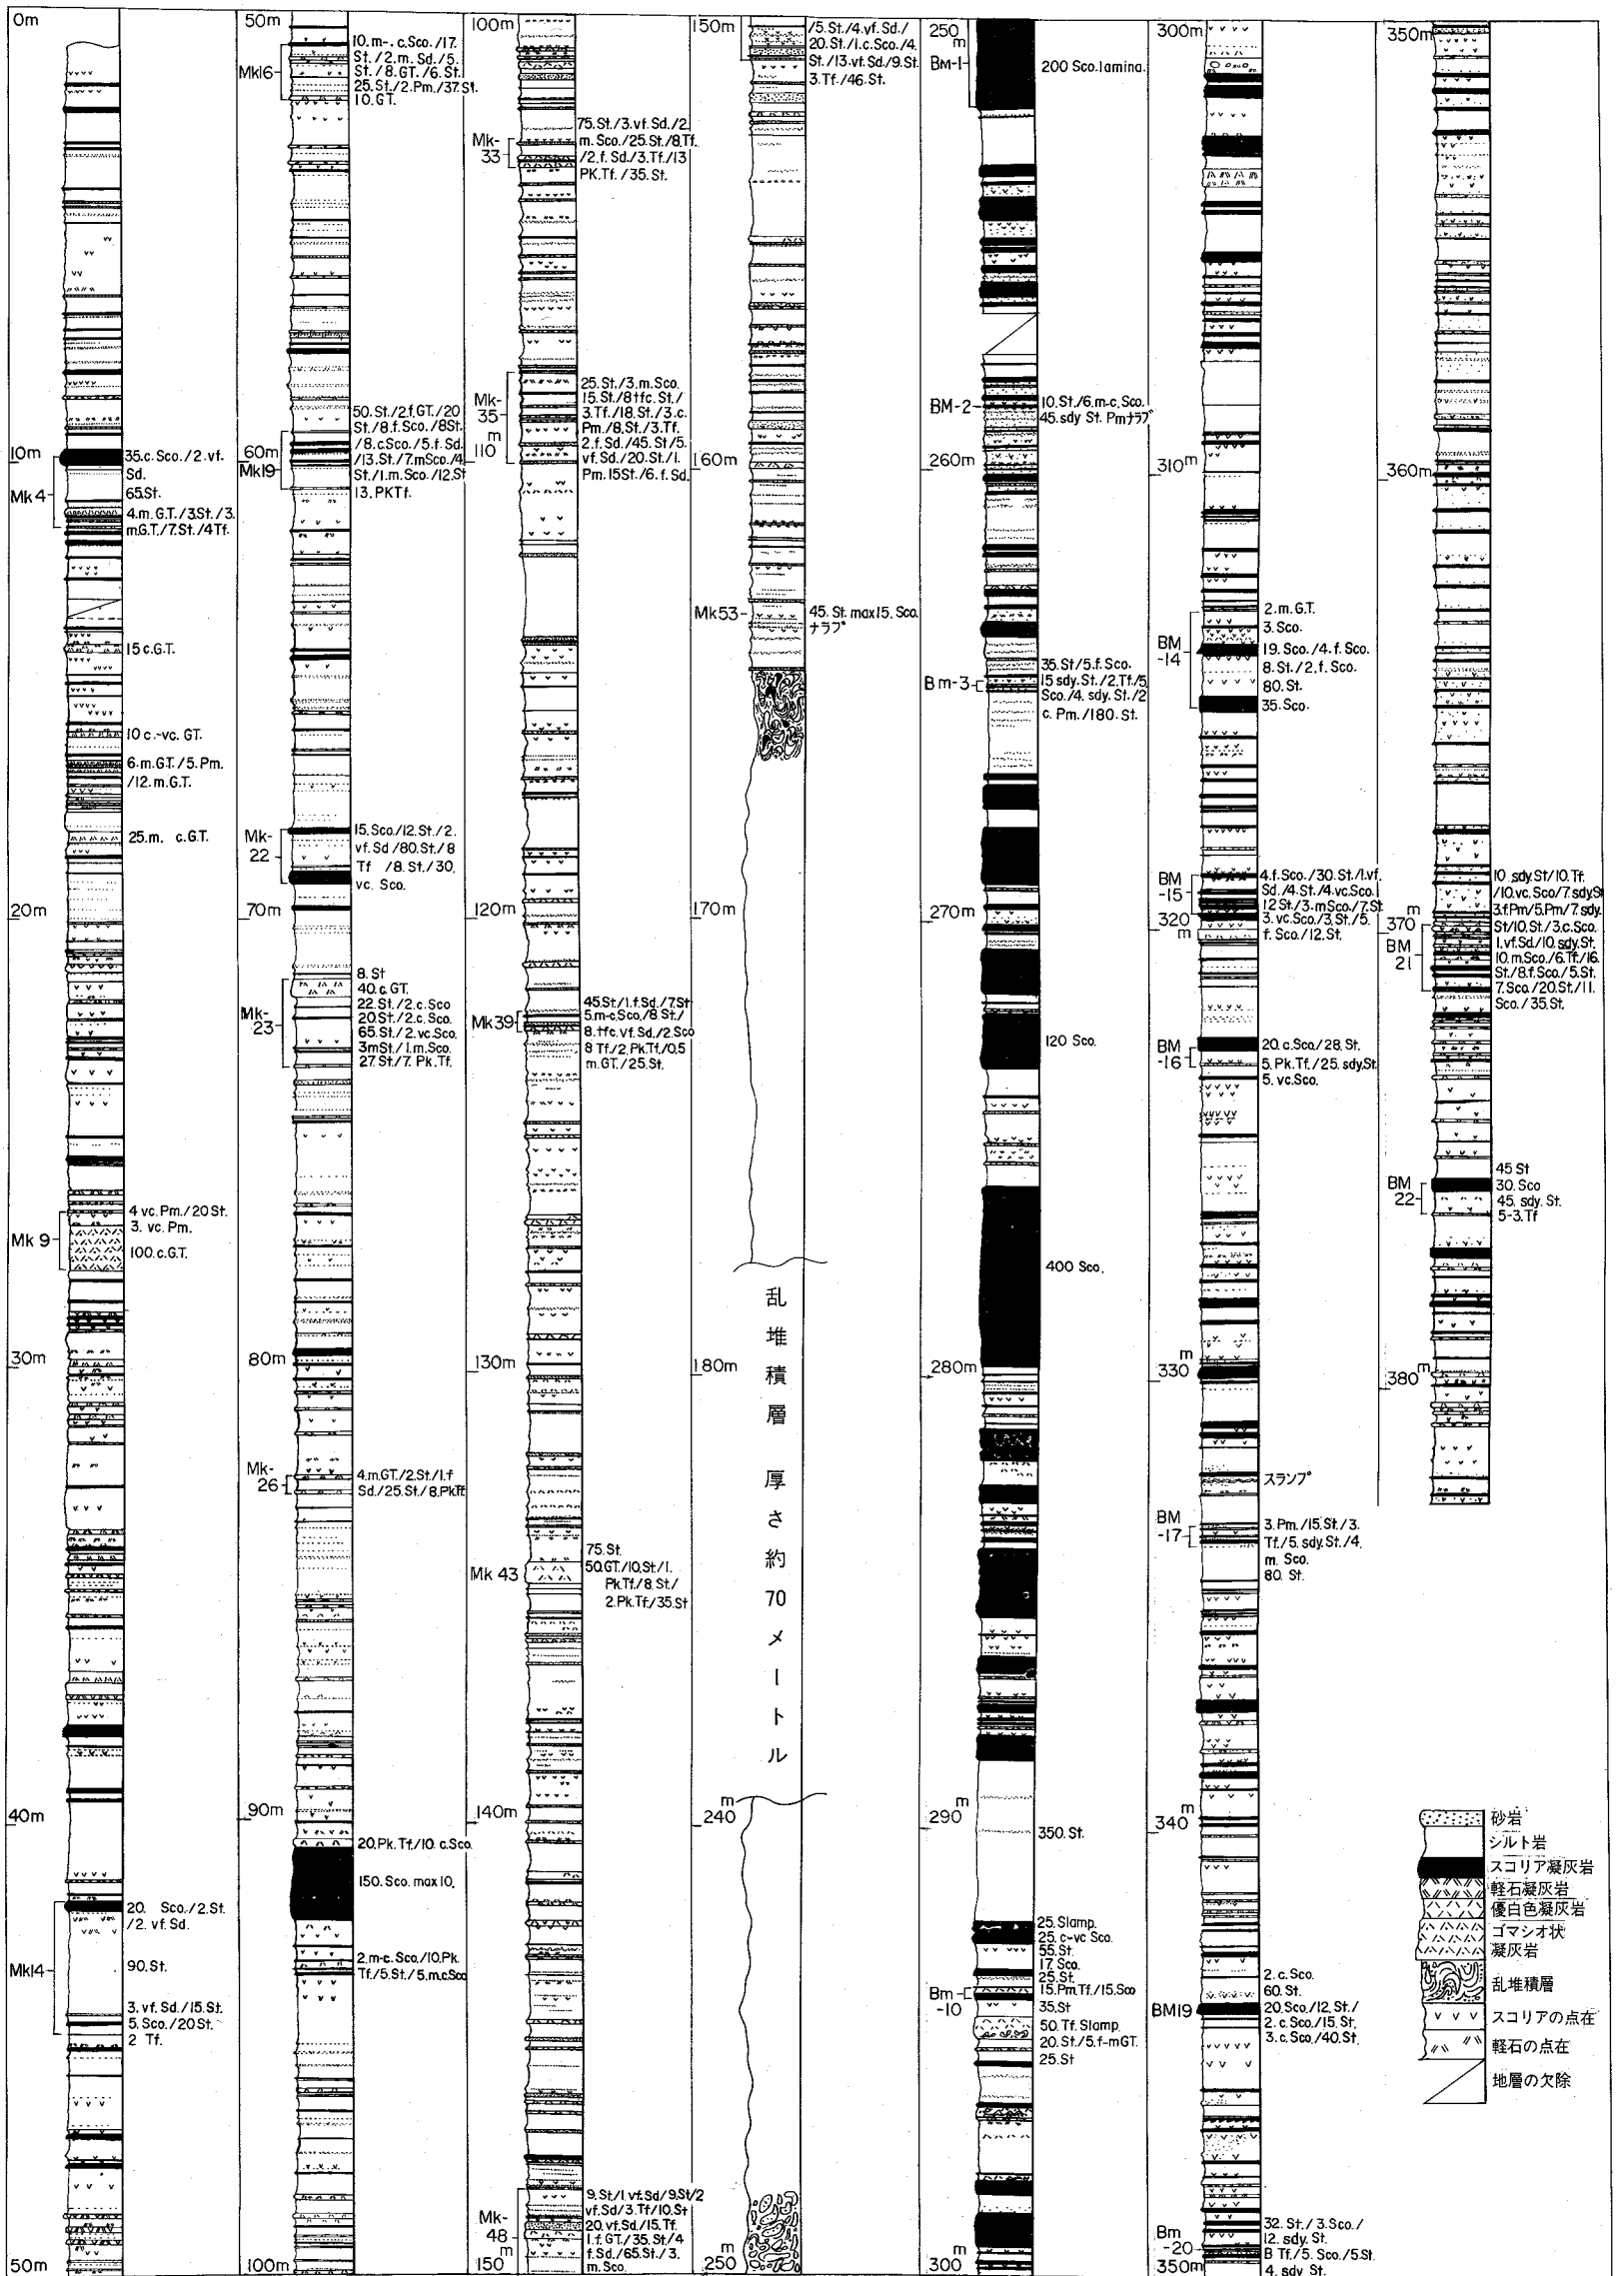 0m
35.c.Sco./2.vf.
Sd.
65.St.
4.m.G.T./3.St/3.
m.G.T./7.St./4Tf.
10m
Mk 4
15c.G.T.
10c.-vc. GT.
6.m.G.T./5.Pm.
/12.m.G.T.
25.m. c.G.T.
20m
4 vc.Pm./20St.
3. vc.Pm.
100.c.G.T.
Mk 9
30m
40m
20. Sco./2.St.
/2. vf. Sd.
90.St.
3. vf. Sd./15.St.
5.Sco./20St.
2 Tf.
Mk14
50m
50m
Mk16
10.m-.c.Sco./17.
St./2.m. Sd./5.
St./8.GT./6.St.
25.St./2.Pm./37.St.
10.GT.
50.St./2.f.GT./20
St./8.f.Sco./8St.
/8.c.Sco/5.f.Sd.
/13.St/7.mSco./4
St/1.m.Sco./12.St
13.PKTf.
60m
Mk19
Mk-
22
15.Sco/12.St/2.
vf.Sd/80.St/8
Tf /8.St/30.
vc. Sco.
70m
8.St
40.c.GT.
22.St./2.c.Sco
20.St/2.c.Sco.
65.St./2.vc.Sco.
3mSt/1.m.Sco.
27.St/7.Pk.Tf.
Mk-
23
80m
Mk-
26
4.m.GT/2.St/1.f
Sd./25.St/8.PkTf
90m
20.Pk.Tf/10.c.Sco
150.Sco.max10.
2.m-c.Sco/10.Pk.
Tf./5.St/5.m.c.Sco
100m
100m
Mk-
33
75.St./3.vf.Sd./2.
m.Sco./25.St/8.Tf.
/2.f.Sd/3.Tf/13
PK.Tf./35.St.
Mk-
35
25.St./3.m.Sco.
15.St/8tfc.St./
3.Tf/18.St./3.c.
Pm./8.St/3.Tf.
2.f.Sd/45.St/5.
vf.Sd/20.St/1.
Pm.15St/6.f.Sd.
m
110
120m
Mk39
45.St/1.f.Sd/7St
5.m-c.Sco/8.St/
8.tfc.vf.Sd/2.Sco
8 Tf/2.Pk.Tf/0.5
m.GT/25.St.
130m
Mk 43
75.St.
50.GT/10.St/1.
Pk.Tf/8.St/
2.Pk.Tf/35.St
140m
Mk-
48
9.St/1.vf.Sd/9.St/2
vf.Sd/3.Tf/10.St
20.vf.Sd/15.Tf.
1.f.GT/35.St/4
f.Sd./65.St/3.
m.Sco.
m
150
150m
/5.St/4.vf.Sd./
20.St/1.c.Sco/4.
St./13.vf.Sd/9.St.
3.Tf./46.St.
160m
Mk53
45.St.max15.Sco.
ナラブ
170m
乱堆積層 厚さ約70メートル
180m
m
240
m
250
250
m
Bm-1
200 Sco.lamina.
BM-2
10.St/6.m-c.Sco.
45.sdy St.Pmナラブ
260m
Bm-3
35.St/5.f.Sco.
15 sdy.St./2.Tf/5
Sco/4.sdy.St./2
c.Pm./180.St.
270m
120 Sco.
400 Sco.
280m
m
290
350.St.
25.Slamp.
25.c-vc Sco.
55.St.
17.Sco.
25.St.
15.Pm.Tf/15.Sco
35.St
50.Tf.Slamp.
20.St/5.f-mGT.
25.St
Bm-
-10
m
300
300m
310m
BM
-14
2.m.GT.
3.Sco.
19.Sco./4.f.Sco.
8.St/2.f.Sco.
80.St.
35.Sco.
BM
-15
4.f.Sco/30.St/1.vf.
Sd./4.St/4.vc.Sco.
12.St/3.mSco/7.St
3.vc.Sco/3.St/5.
f.Sco/12.St.
320
m
BM
-16
20.c.Sco/28.St.
5.Pk.Tf/25.sdySt.
5.vc.Sco.
m
330
スランプ
BM
-17
3.Pm./15.St/3.
Tf/5.sdy.St/4.
m.Sco.
80.St.
m
340
BM19
2.c.Sco.
60.St.
20.Sco/12.St/
2.c.Sco/15.St.
3.c.Sco./40.St.
Bm
-20
32.St./3.Sco./
12.sdy.St.
8 Tf/5.Sco/5.St.
4.sdy St.
350m
350m
360m
10.sdy.St/10.Tf.
/10.vc.Sco/7.sdySt
3.f.Pm/5.Pm/7.sdy.
St/10.St/3.c.Sco.
1.vf.Sd/10.sdy.St.
10.m.Sco/6.Tf/16.
St/8.f.Sco/5.St.
7.Sco/20.St/11.
Sco/35.St.
m
370
BM
21
BM
22
45 St
30.Sco
45.sdy.St.
5-3.Tf
380m
砂岩
シルト岩
スコリア凝灰岩
軽石凝灰岩
優白色凝灰岩
ゴマシオ状
凝灰岩
乱堆積層
スコリアの点在
軽石の点在
地層の欠除